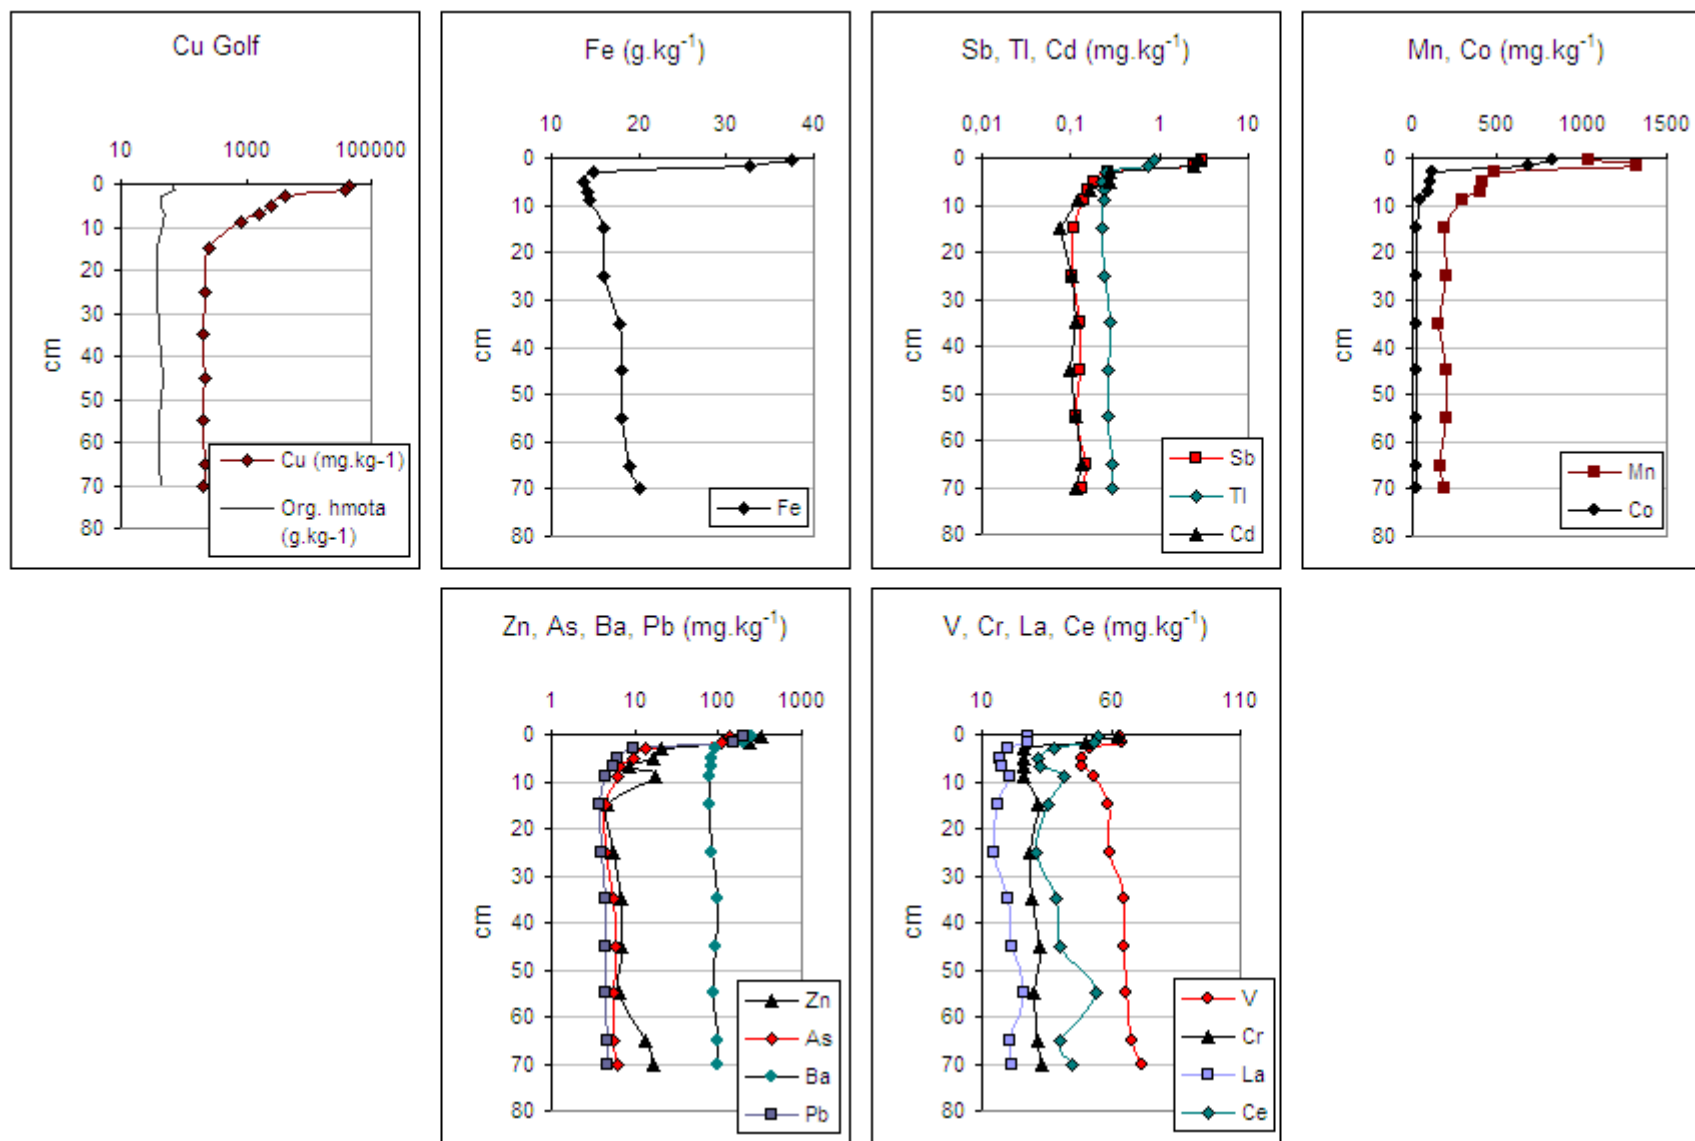 Cu Golf
10 1000 100000
0
10
20
30
40
50
60
70
80
cm
Cu (mg.kg-1)
Org. hmota
(g.kg-1)
Fe (g.kg-1)
10 20 30 40
0
10
20
30
40
50
60
70
80
cm
Fe
Sb, Tl, Cd (mg.kg-1)
0,01 0,1 1 10
0
10
20
30
40
50
60
70
80
cm
Sb
Tl
Cd
Mn, Co (mg.kg-1)
0 500 1000 1500
0
10
20
30
40
50
60
70
80
cm
Mn
Co
Zn, As, Ba, Pb (mg.kg-1)
1 10 100 1000
0
10
20
30
40
50
60
70
80
cm
Zn
As
Ba
Pb
V, Cr, La, Ce (mg.kg-1)
10 60 110
0
10
20
30
40
50
60
70
80
cm
V
Cr
La
Ce